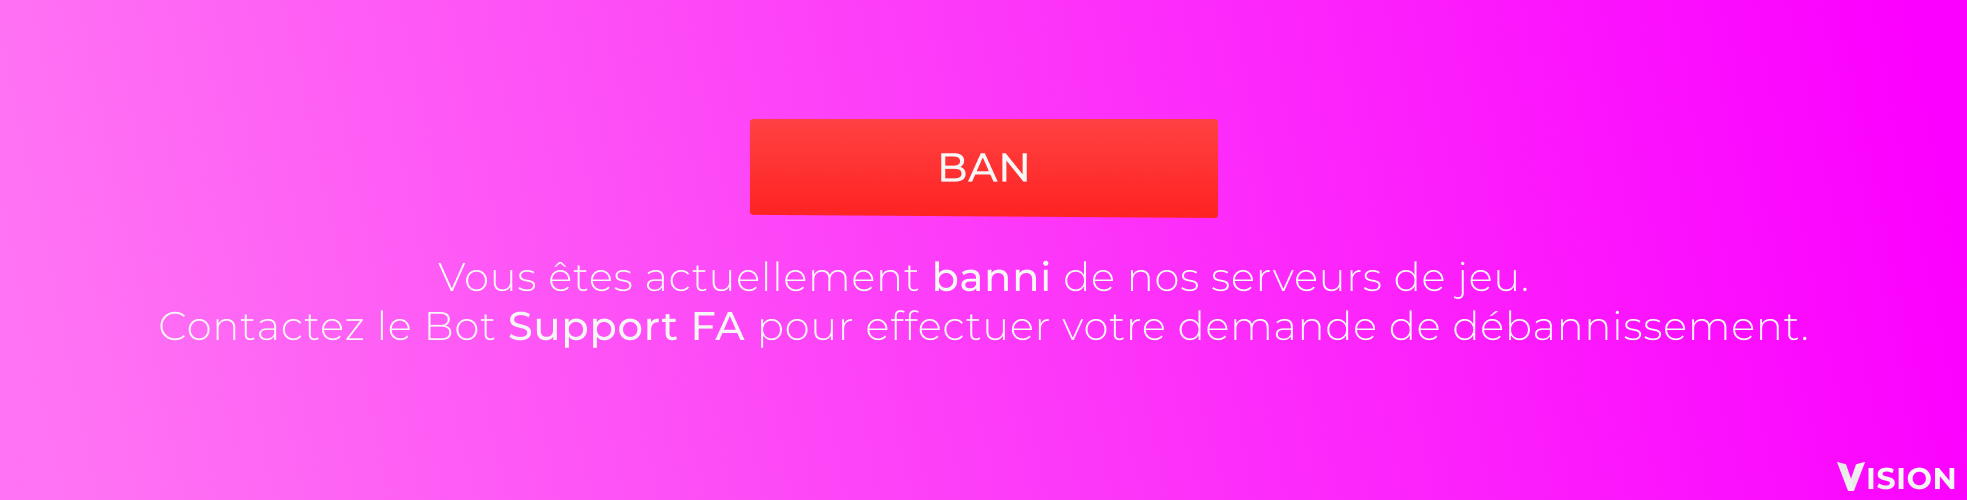 BAN
Vous êtes actuellement banni de nos serveurs de jeu.
Contactez le Bot Support FA pour effectuer votre demande de débannissement.
VISION